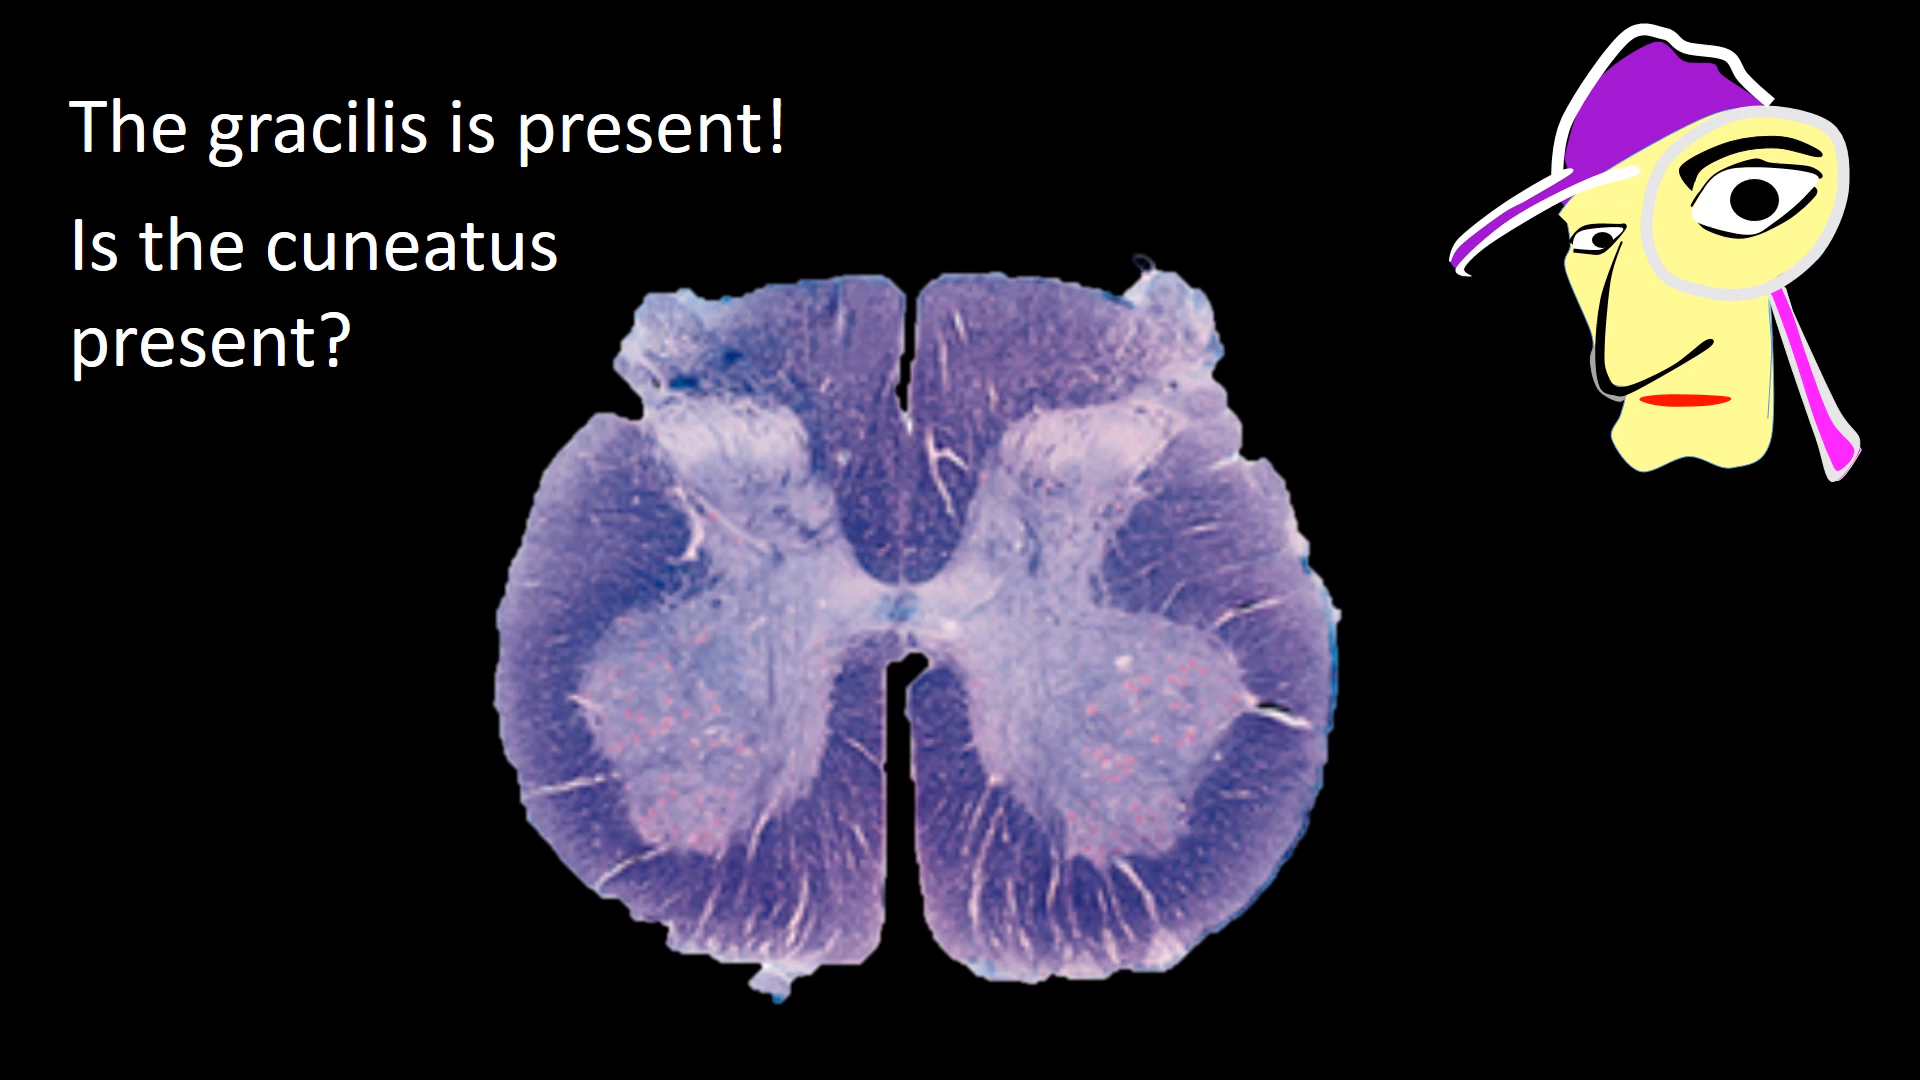 The gracilis is present!
Is the cuneatus
present?